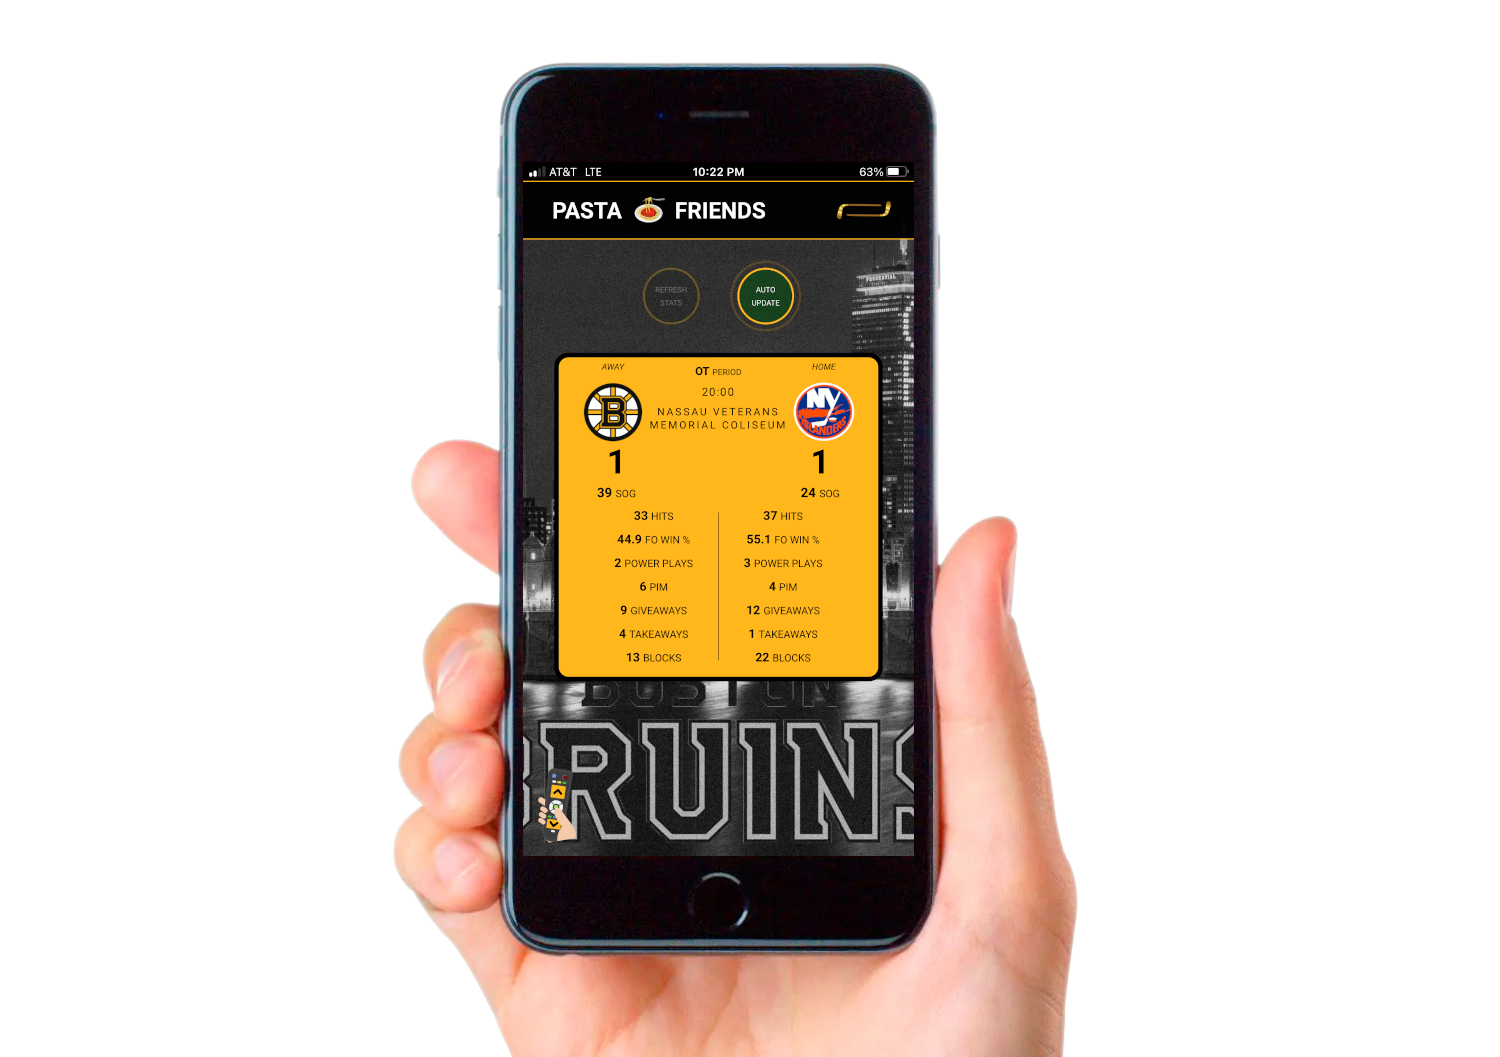 AT&T LTE 10:22 PM 63%
PASTA FRIENDS
REFRESH
STATS
AUTO
UPDATE
AWAY
OT PERIOD
HOME
20:00
NASSAU VETERANS
MEMORIAL COLISEUM
B
NY
ISLANDERS
1 1
39 SOG 24 SOG
33 HITS 37 HITS
44.9 FO WIN % 55.1 FO WIN %
2 POWER PLAYS 3 POWER PLAYS
6 PIM 4 PIM
9 GIVEAWAYS 12 GIVEAWAYS
4 TAKEAWAYS 1 TAKEAWAYS
13 BLOCKS 22 BLOCKS
BOSTON
BRUINS